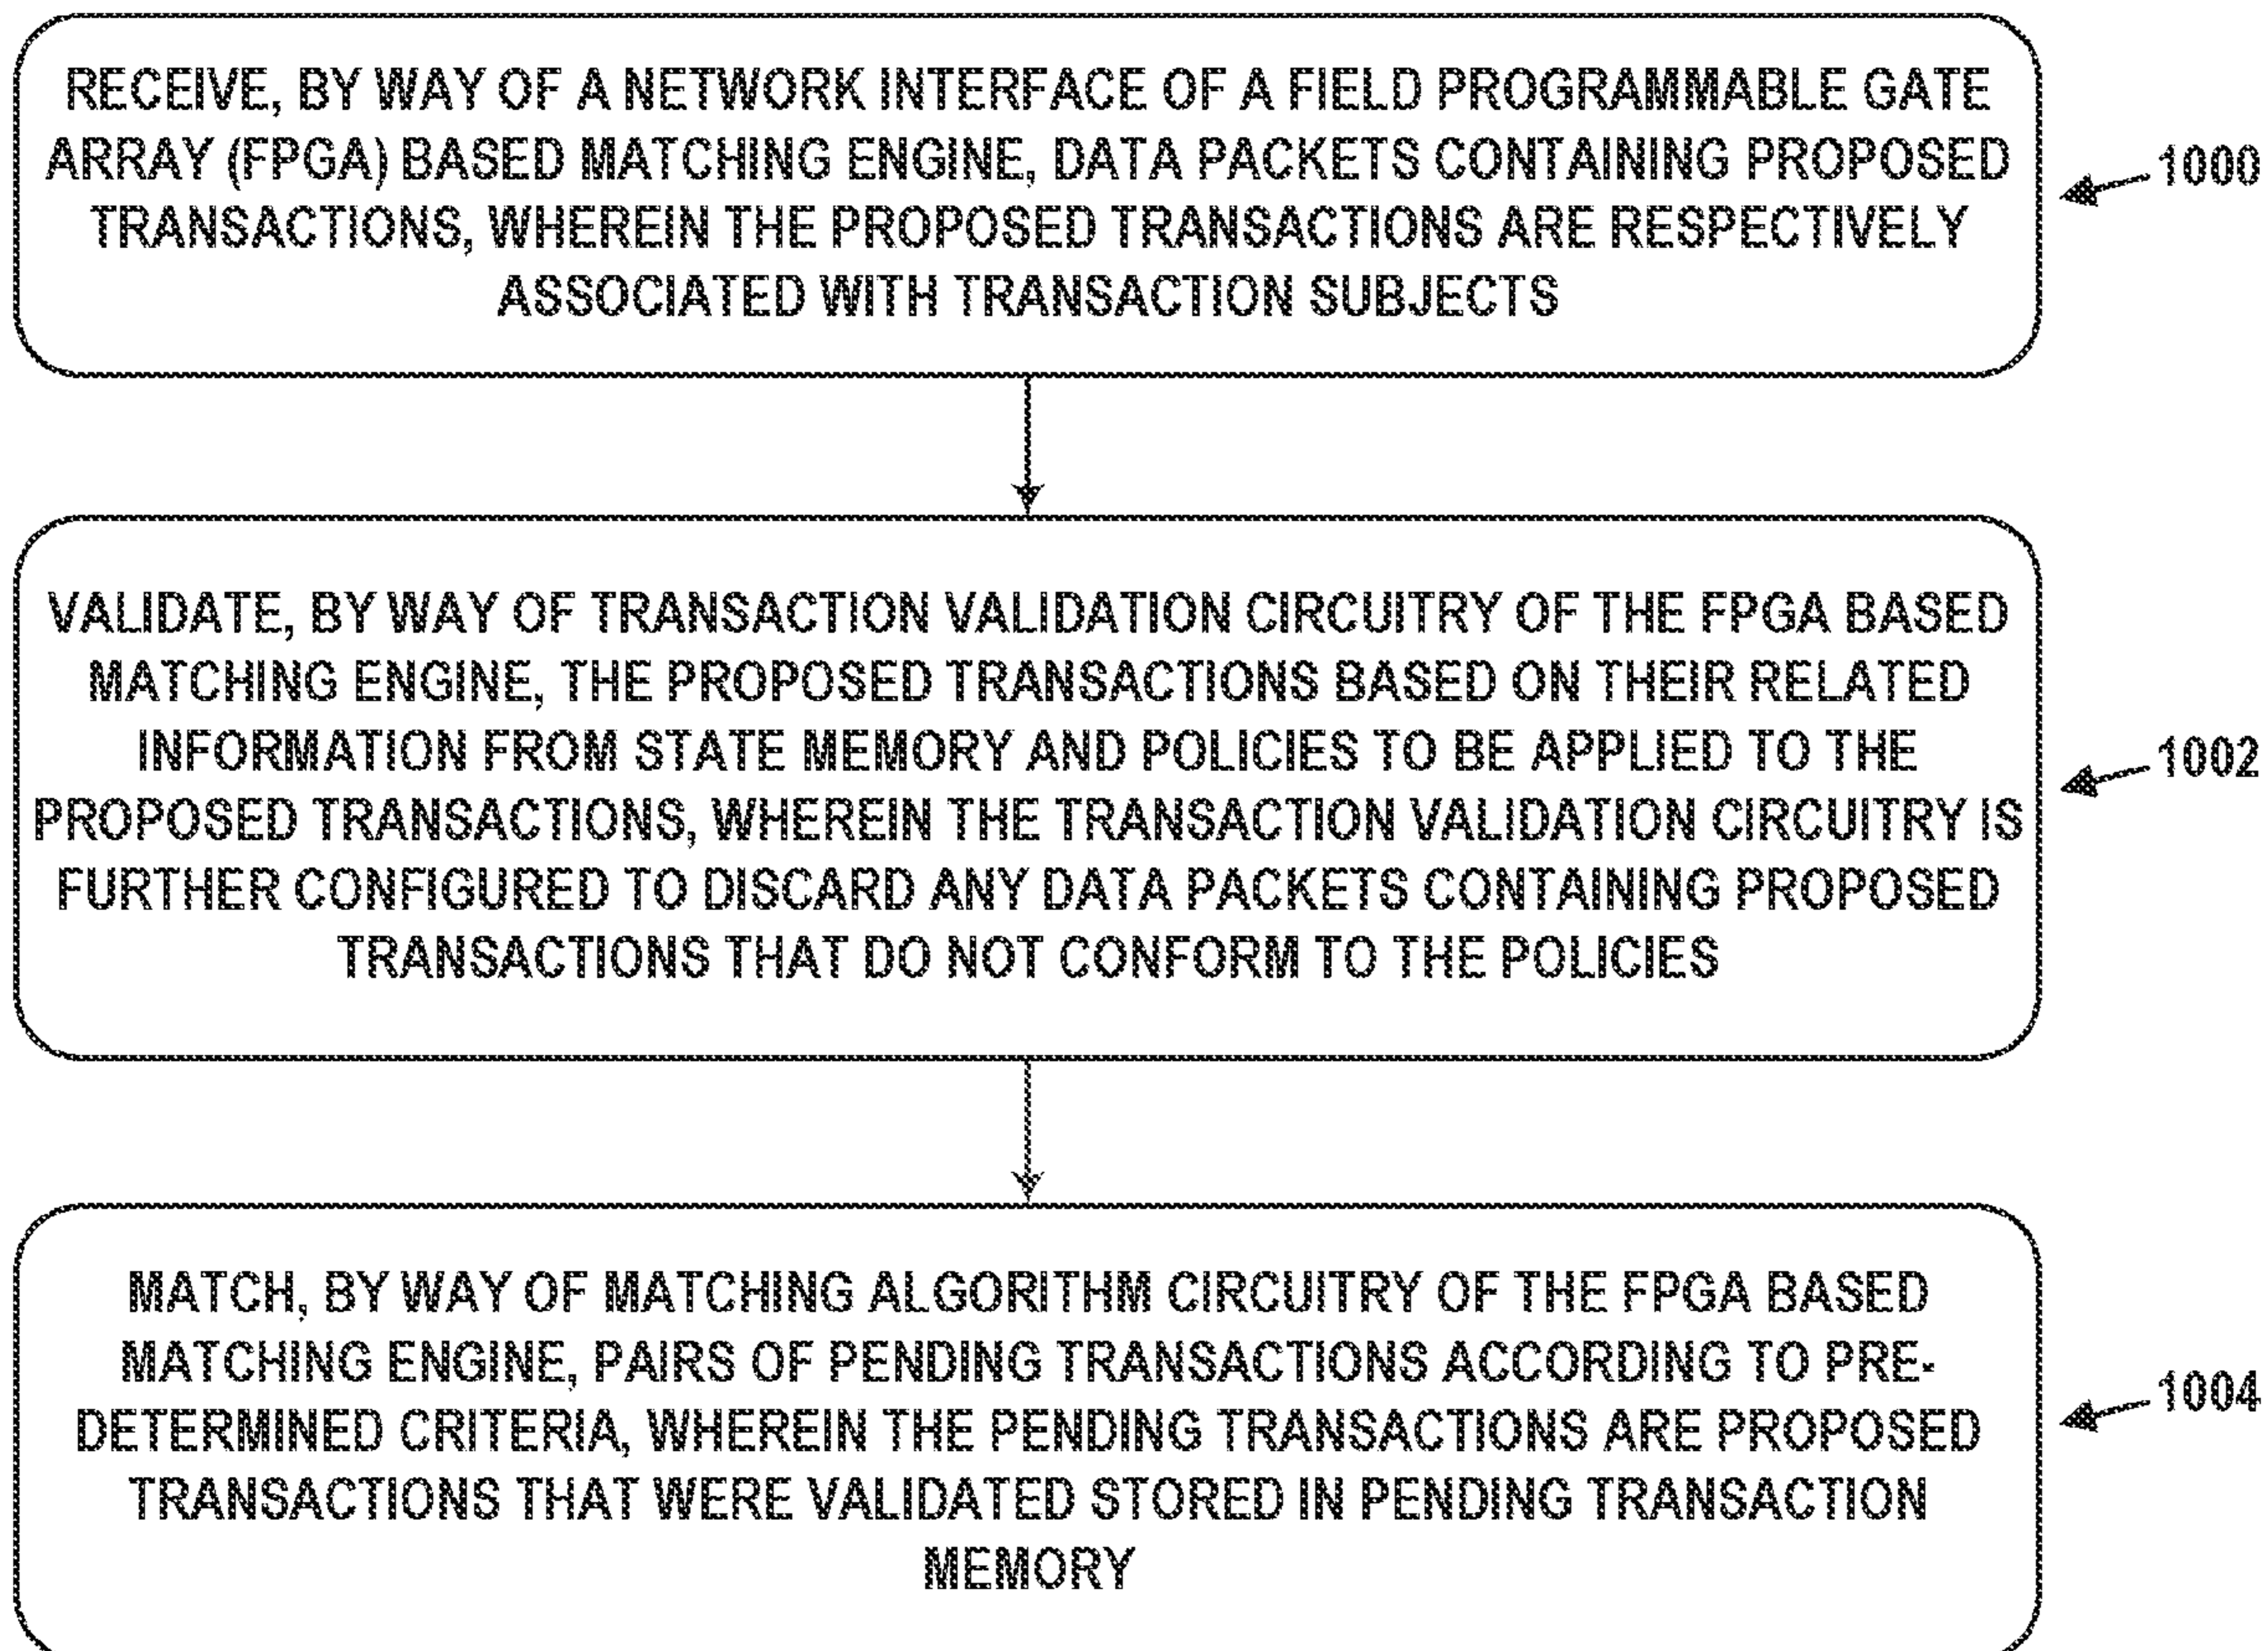 RECEIVE, BY WAY OF A NETWORK INTERFACE OF A FIELD PROGRAMMABLE GATE
ARRAY (FPGA) BASED MATCHING ENGINE, DATA PACKETS CONTAINING PROPOSED
TRANSACTIONS, WHEREIN THE PROPOSED TRANSACTIONS ARE RESPECTIVELY
ASSOCIATED WITH TRANSACTION SUBJECTS
1000
VALIDATE, BY WAY OF TRANSACTION VALIDATION CIRCUITRY OF THE FPGA BASED
MATCHING ENGINE, THE PROPOSED TRANSACTIONS BASED ON THEIR RELATED
INFORMATION FROM STATE MEMORY AND POLICIES TO BE APPLIED TO THE
PROPOSED TRANSACTIONS, WHEREIN THE TRANSACTION VALIDATION CIRCUITRY IS
FURTHER CONFIGURED TO DISCARD ANY DATA PACKETS CONTAINING PROPOSED
TRANSACTIONS THAT DO NOT CONFORM TO THE POLICIES
1002
MATCH, BY WAY OF MATCHING ALGORITHM CIRCUITRY OF THE FPGA BASED
MATCHING ENGINE, PAIRS OF PENDING TRANSACTIONS ACCORDING TO PRE-
DETERMINED CRITERIA, WHEREIN THE PENDING TRANSACTIONS ARE PROPOSED
TRANSACTIONS THAT WERE VALIDATED STORED IN PENDING TRANSACTION
MEMORY
1004